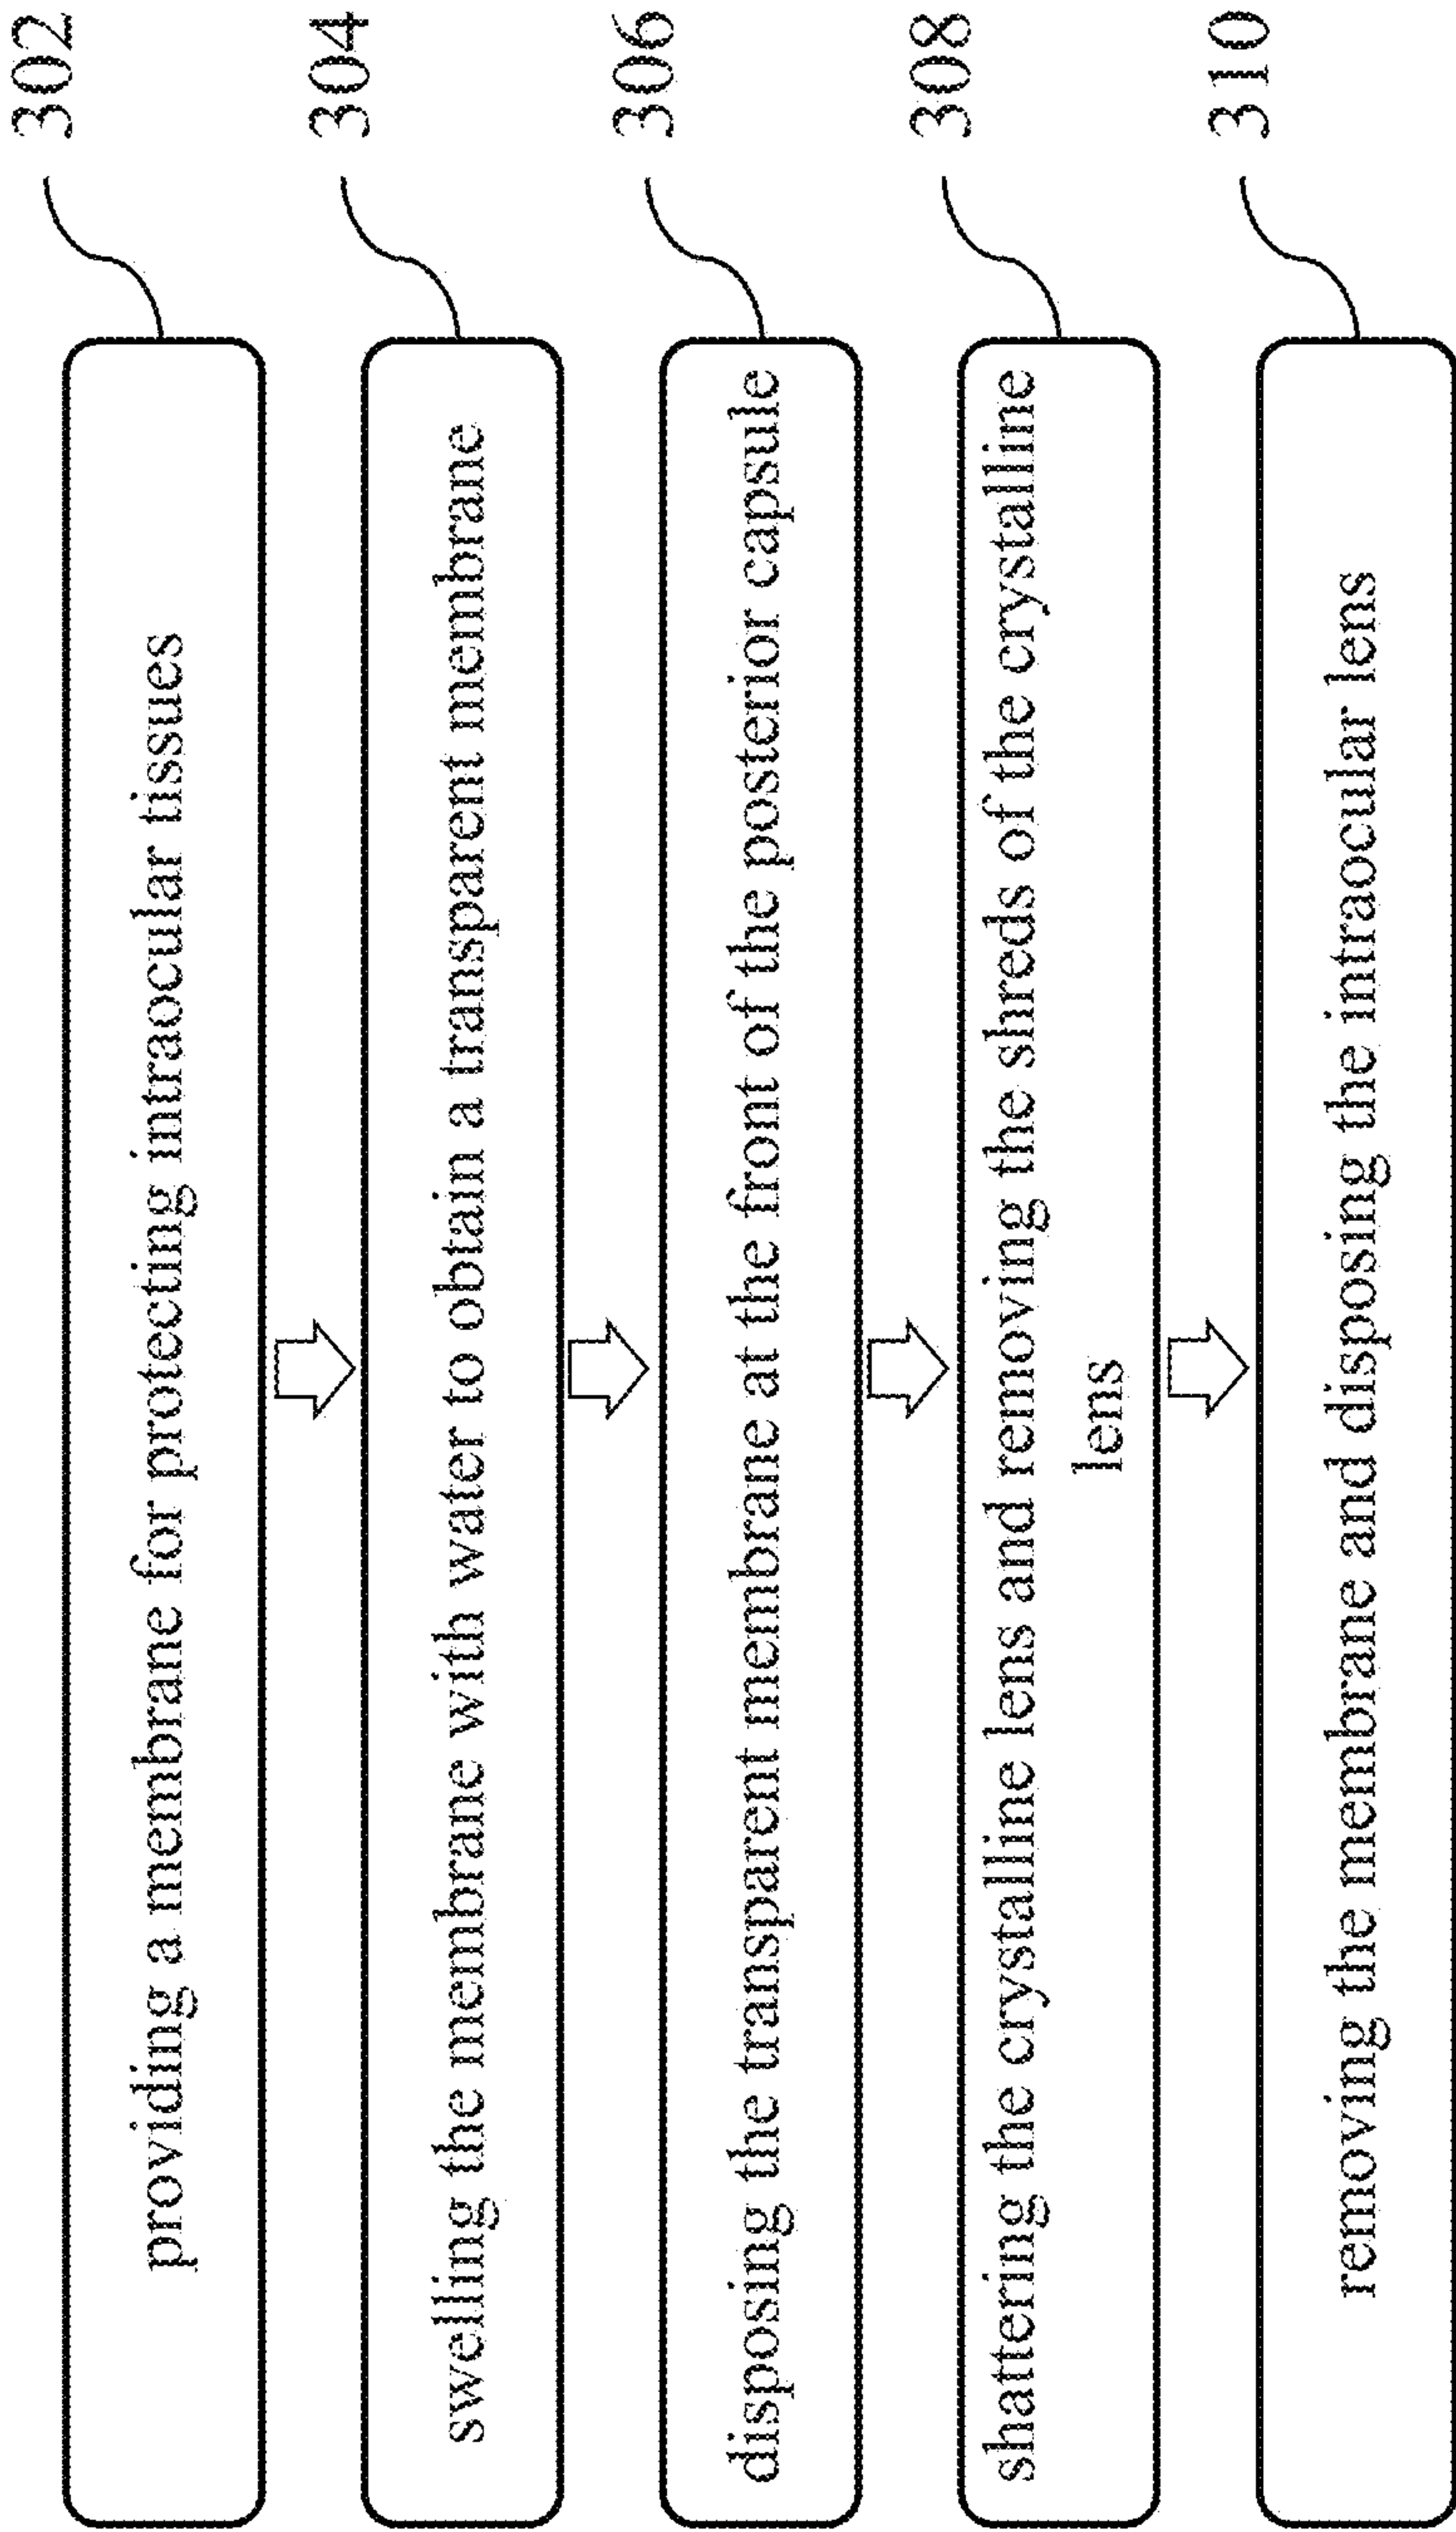 providing a membrane for protecting intraocular tissues
302
swelling the membrane with water to obtain a transparent membrane
304
disposing the transparent membrane at the front of the posterior capsule
306
shattering the crystalline lens and removing the shreds of the crystalline
lens
308
removing the membrane and disposing the intraocular lens
310